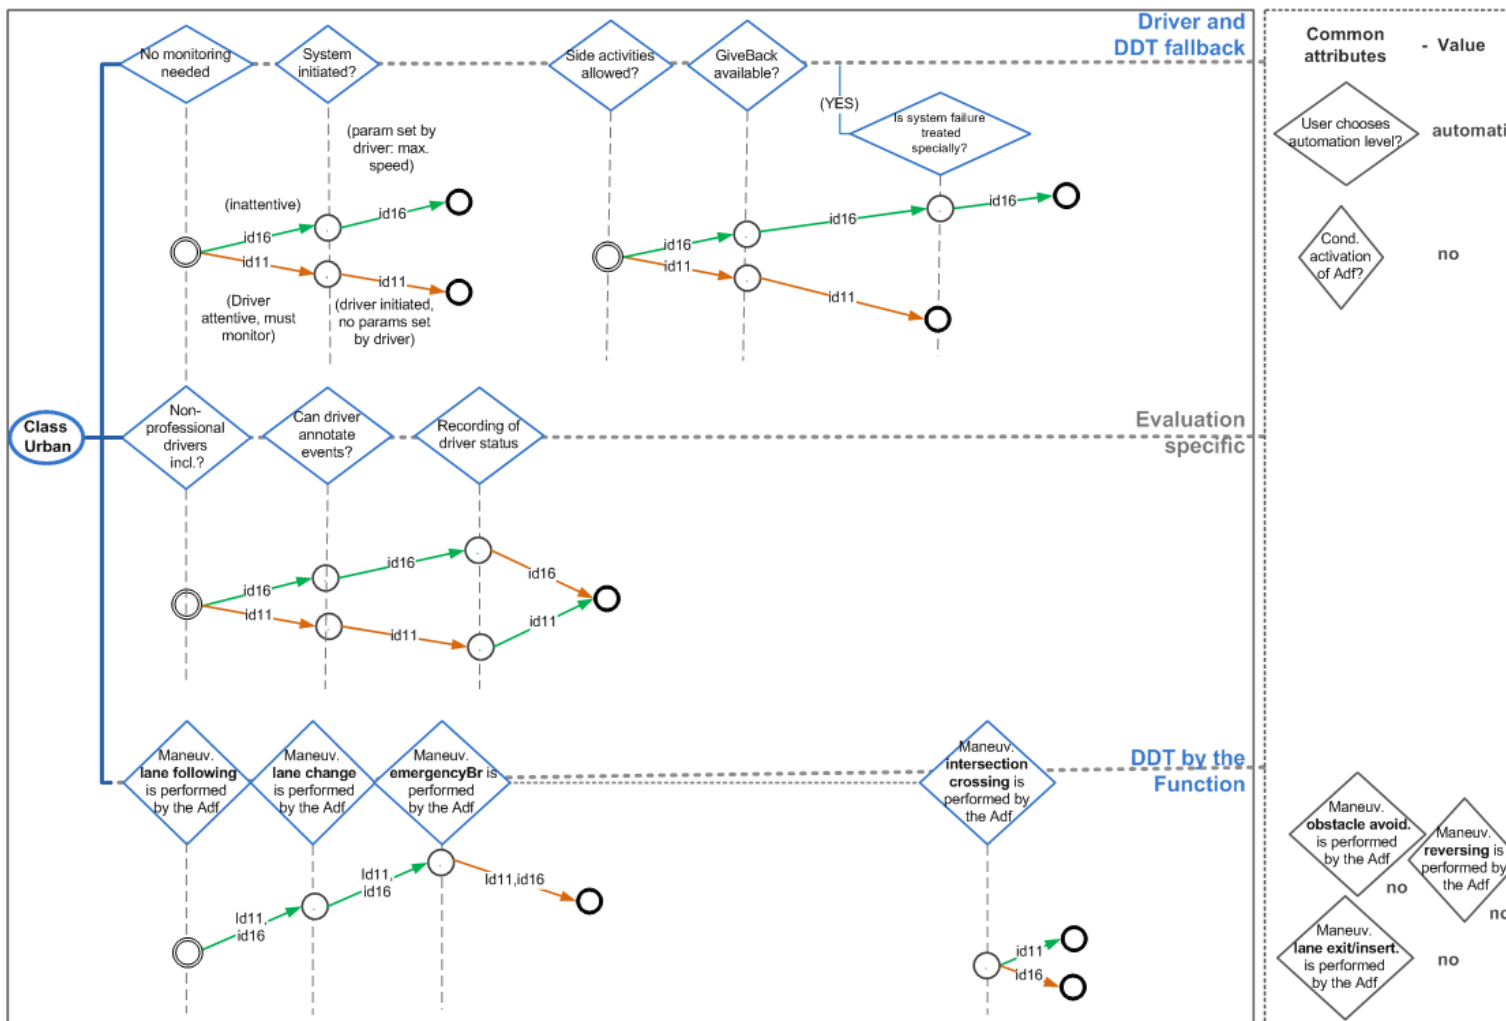 Driver and
DDT fallback
Common
attributes
- Value
No monitoring
needed
System
initiated?
Side activities
allowed?
GiveBack
available?
(YES)
Is system failure
treated
specially?
User chooses
automation level?
automati
(param set by
driver: max.
speed)
(inattentive)
id16
id16
id11
id11
(Driver
attentive, must
monitor)
(driver initiated,
no params set
by driver)
id16
id16
id16
id11
id11
Cond.
activation
of Adf?
no
Class
Urban
Non-
professional
drivers
incl.?
Can driver
annotate
events?
Recording of
driver status
Evaluation
specific
id16
id16
id16
id11
id11
id11
Maneuv.
lane following
is performed
by the Adf
Maneuv.
lane change
is performed
by the Adf
Maneuv.
emergencyBr is
performed
by the Adf
Maneuv.
intersection
crossing is
performed by
the Adf
DDT by the
Function
Id11,
id16
Id11,
id16
Id11,id16
id11
id16
Maneuv.
obstacle avoid.
is performed
by the Adf
no
Maneuv.
reversing is
performed by
the Adf
no
Maneuv.
lane exit/insert.
is performed
by the Adf
no